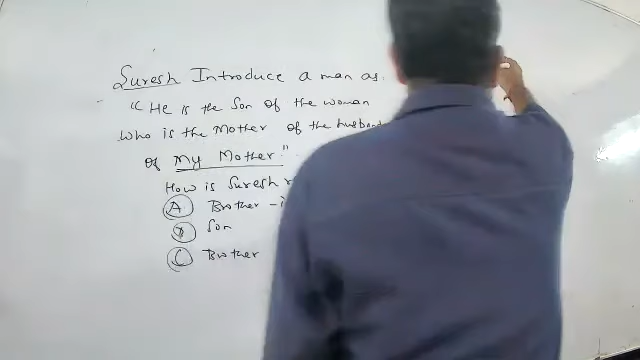 Suresh Introduce a man as.
"He is the Son of the woman
who is the Mother of the husban
of My Mother."
How is Suresh r
A Brother - i
B Son
C Brother